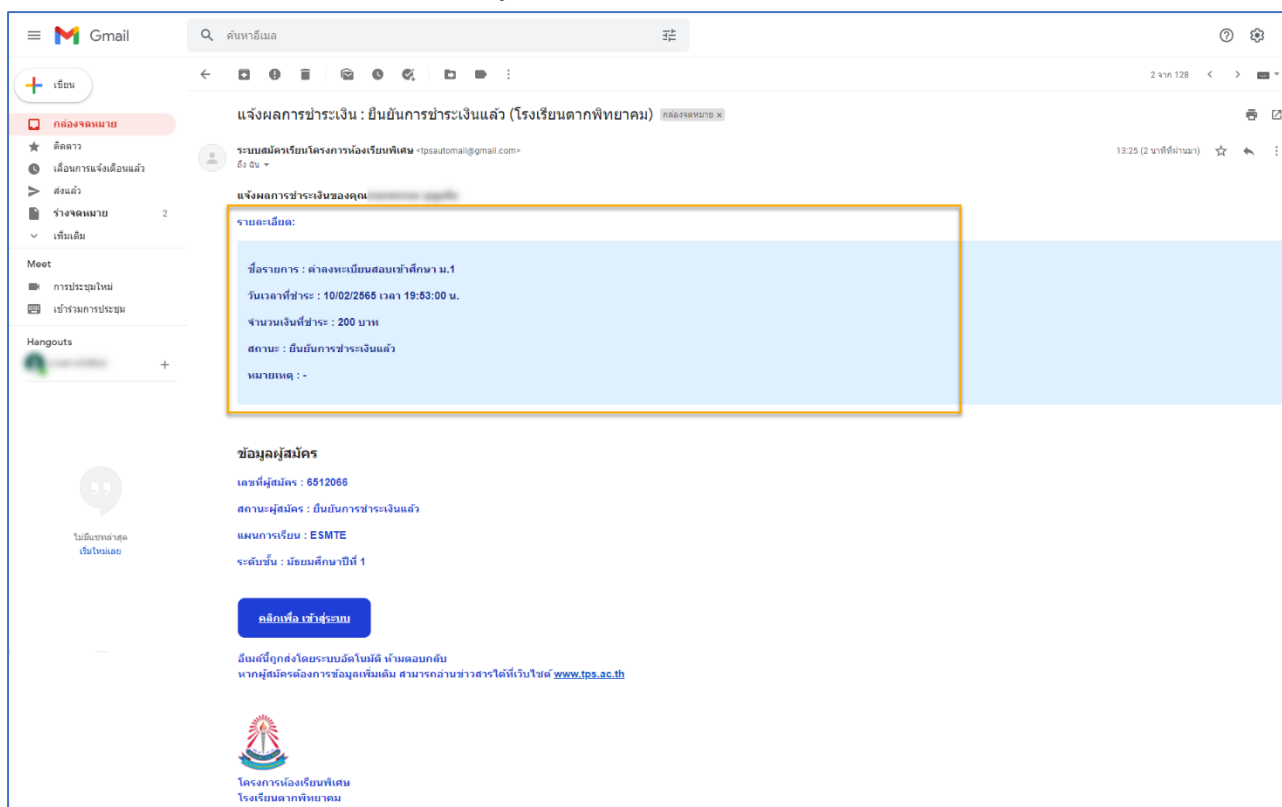 Gmail
ค้นหาอีเมล
เขียน
2 จาก 128
กล่องจดหมาย
ติดดาว
เลื่อนการแจ้งเตือนแล้ว
ส่งแล้ว
ร่างจดหมาย 2
เพิ่มเติม
Meet
การประชุมใหม่
เข้าร่วมการประชุม
Hangouts
ไม่มีแชทล่าสุด
เริ่มใหม่เลย
แจ้งผลการชำระเงิน : ยืนยันการชำระเงินแล้ว (โรงเรียนตากพิทยาคม) กล่องจดหมาย x
ระบบสมัครเรียนโครงการห้องเรียนพิเศษ <tpsautomail@gmail.com>
13:25 (2 นาทีที่ผ่านมา)
ถึง ฉัน
แจ้งผลการชำระเงินของคุณ
รายละเอียด:
ชื่อรายการ : ค่าลงทะเบียนสอบเข้าศึกษา ม.1
วันเวลาที่ชำระ : 10/02/2565 เวลา 19:53:00 น.
จำนวนเงินที่ชำระ : 200 บาท
สถานะ : ยืนยันการชำระเงินแล้ว
หมายเหตุ : -
ข้อมูลผู้สมัคร
เลขที่ผู้สมัคร : 6512066
สถานะผู้สมัคร : ยืนยันการชำระเงินแล้ว
แผนการเรียน : ESMTE
ระดับชั้น : มัธยมศึกษาปีที่ 1
คลิกเพื่อ เข้าสู่ระบบ
อีเมล์นี้ถูกส่งโดยระบบอัตโนมัติ ห้ามตอบกลับ
หากผู้สมัครต้องการข้อมูลเพิ่มเติม สามารถอ่านข่าวสารได้ที่เว็บไซต์ www.tps.ac.th
โครงการห้องเรียนพิเศษ
โรงเรียนตากพิทยาคม